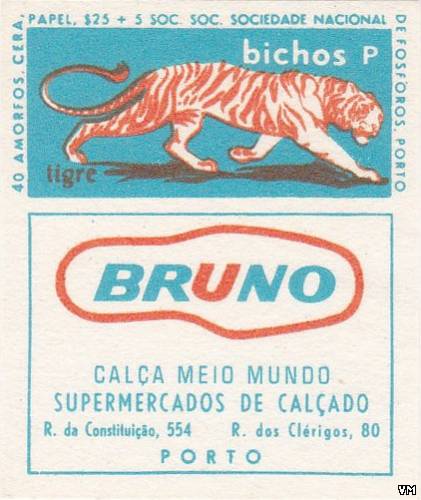 40 AMORFOS, CERA,
PAPEL, $25 + 5 SOC. SOC. SOCIEDADE NACIONAL
DE FOSFOROS, PORTO
bichos P
tigre
BRUNO
CALÇA MEIO MUNDO
SUPERMERCADOS DE CALÇADO
R. da Constituição, 554 R. dos Clérigos, 80
PORTO
VM